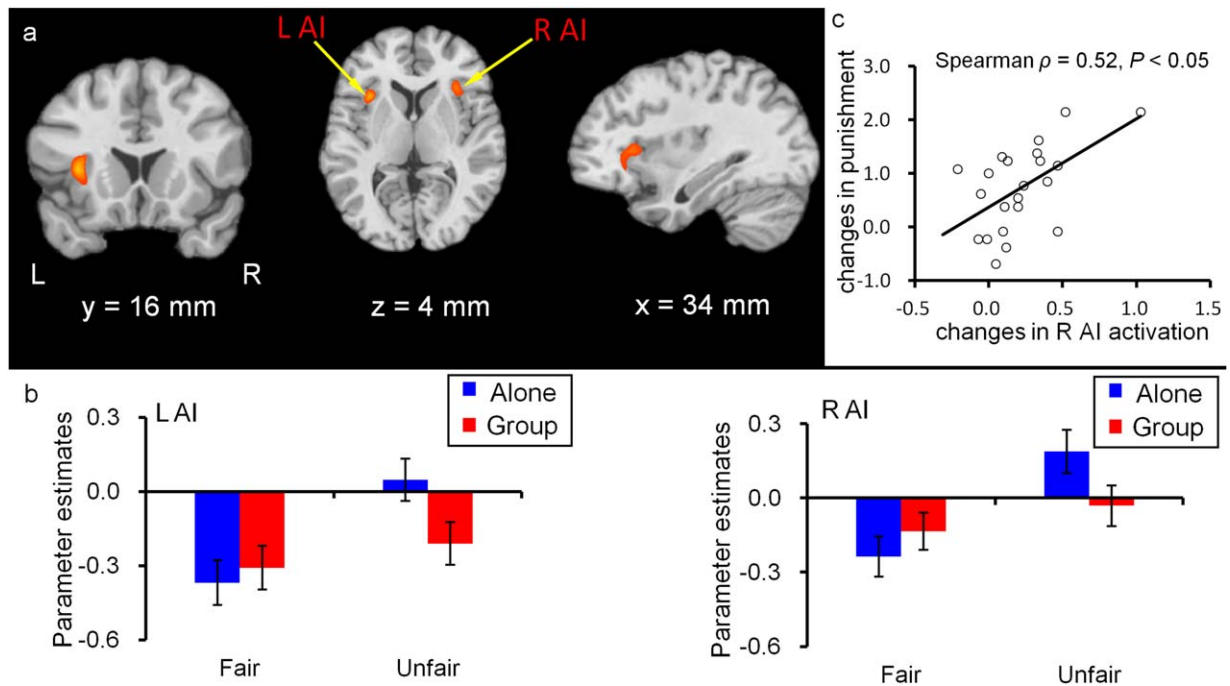 a
L AI
R AI
L
R
y = 16 mm
z = 4 mm
x = 34 mm
c
Spearman ρ = 0.52, P < 0.05
changes in punishment
3.0
2.0
1.0
0.0
-1.0
-0.5
0.0
0.5
1.0
1.5
changes in R AI activation
b
L AI
Alone
Group
Parameter estimates
0.3
0.0
-0.3
-0.6
Fair
Unfair
R AI
Alone
Group
Parameter estimates
0.3
0.0
-0.3
-0.6
Fair
Unfair